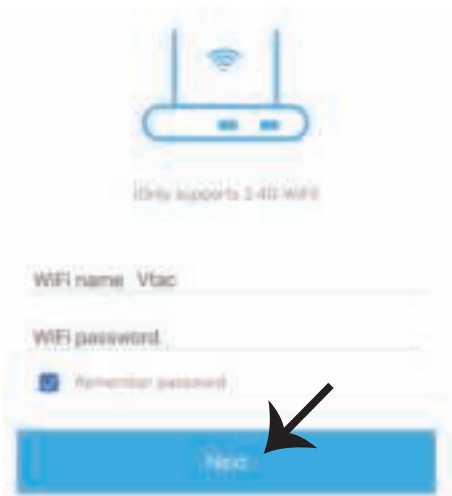 (Only supports 2.4G WiFi)
WiFi name Vtac
WiFi password
Remember password
Next